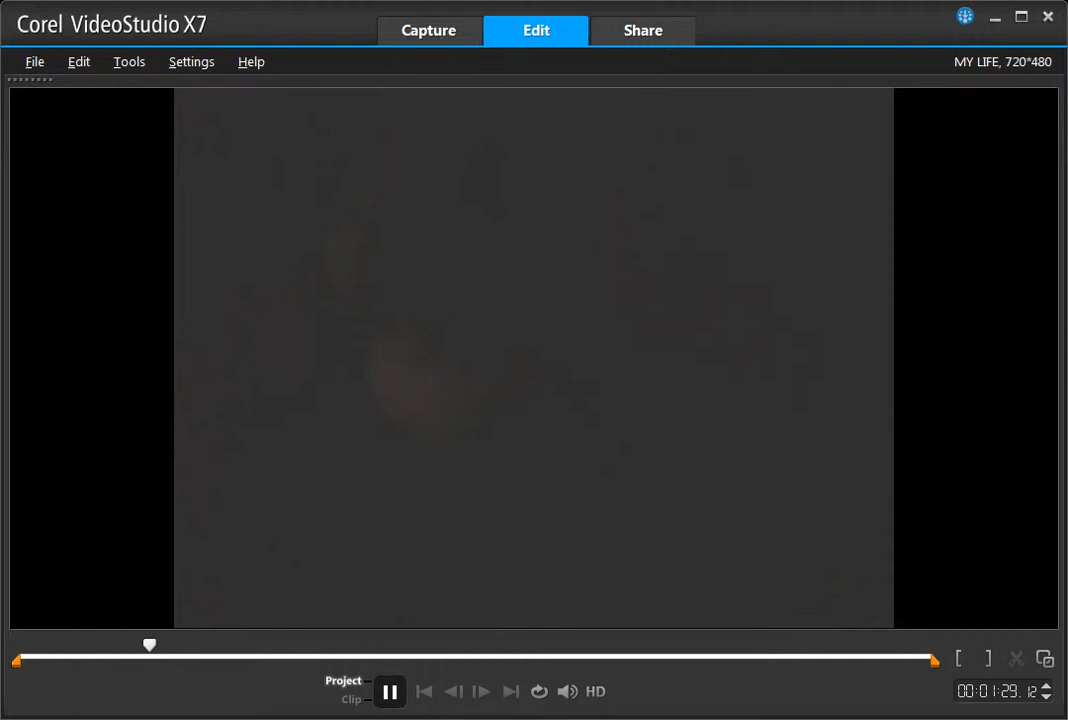 Corel VideoStudio X7
Capture
Edit
Share
File Edit Tools Settings Help
MY LIFE, 720*480
Project
Clip
HD
[ ]
00:01:29.12